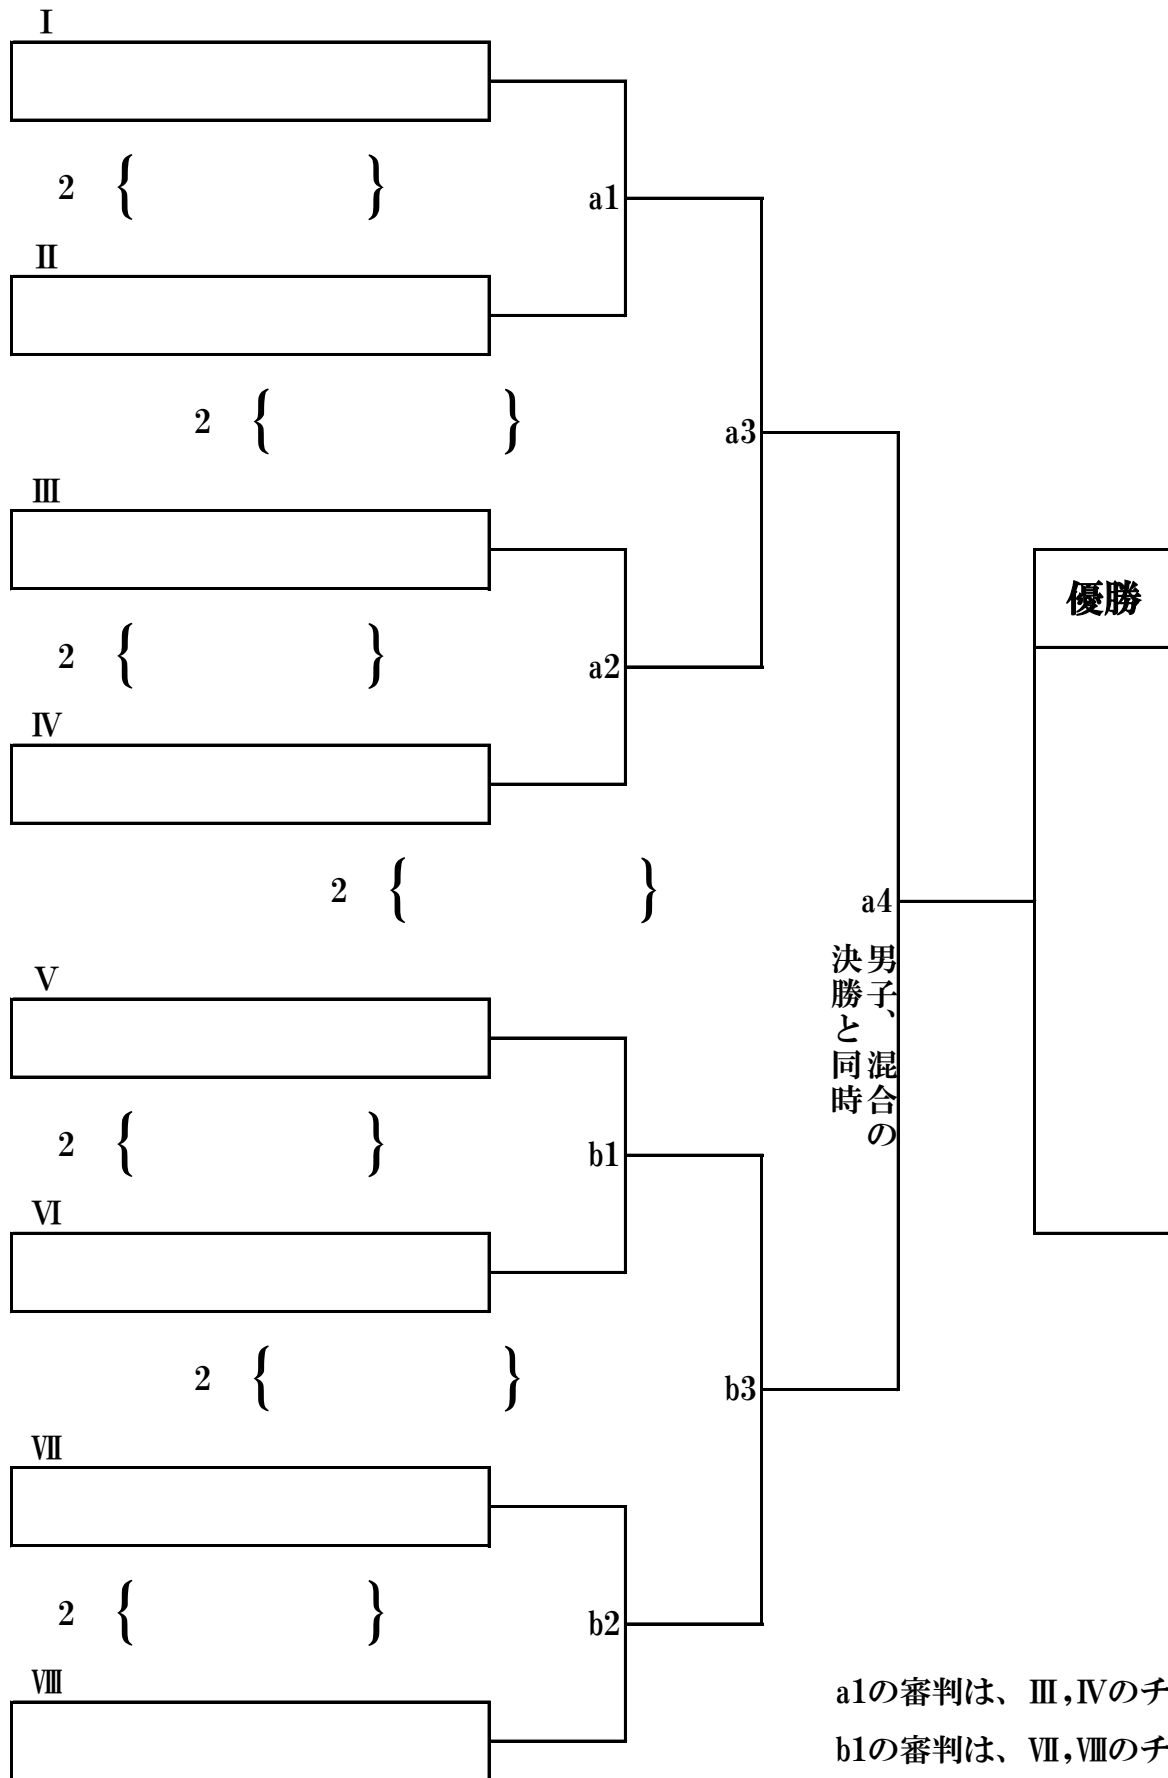 Ⅰ
2 { }
a1
Ⅱ
2 { }
a3
Ⅲ
優勝
2 { }
a2
Ⅳ
2 { }
a4
男子、混合の
決勝と同時
Ⅴ
2 { }
b1
Ⅵ
2 { }
b3
Ⅶ
2 { }
b2
Ⅷ
a1の審判は、Ⅲ,Ⅳのチ
b1の審判は、Ⅶ,Ⅷのチ